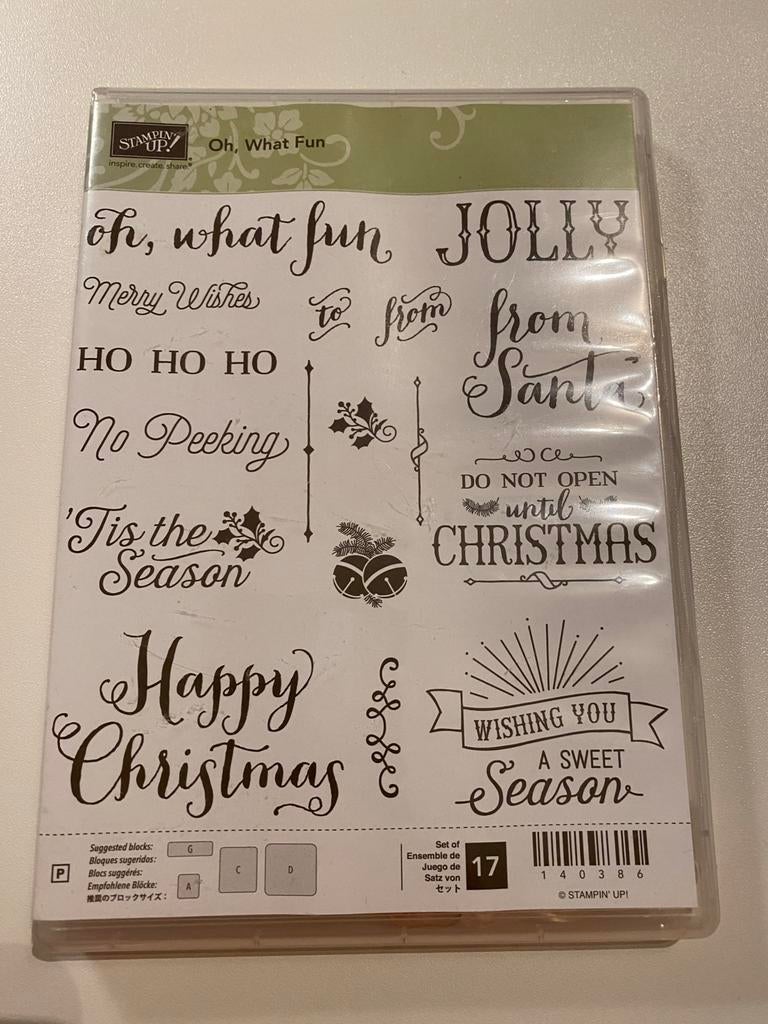 STAMPIN' UP!
inspire. create. share.
Oh, What Fun
oh, what fun
JOLLY
Merry Wishes
to
from
from Santa
HO HO HO
No Peeking
DO NOT OPEN
until
CHRISTMAS
'Tis the
Season
Happy
Christmas
WISHING YOU
A SWEET
Season
P
Suggested blocks:
Bloques sugeridos:
Blocs suggérés:
Empfohlene Blöcke:
推奨のブロックサイズ:
G
A
C
D
Set of
Ensemble de
Juego de
Satz von
セット
17
140386
© STAMPIN' UP!